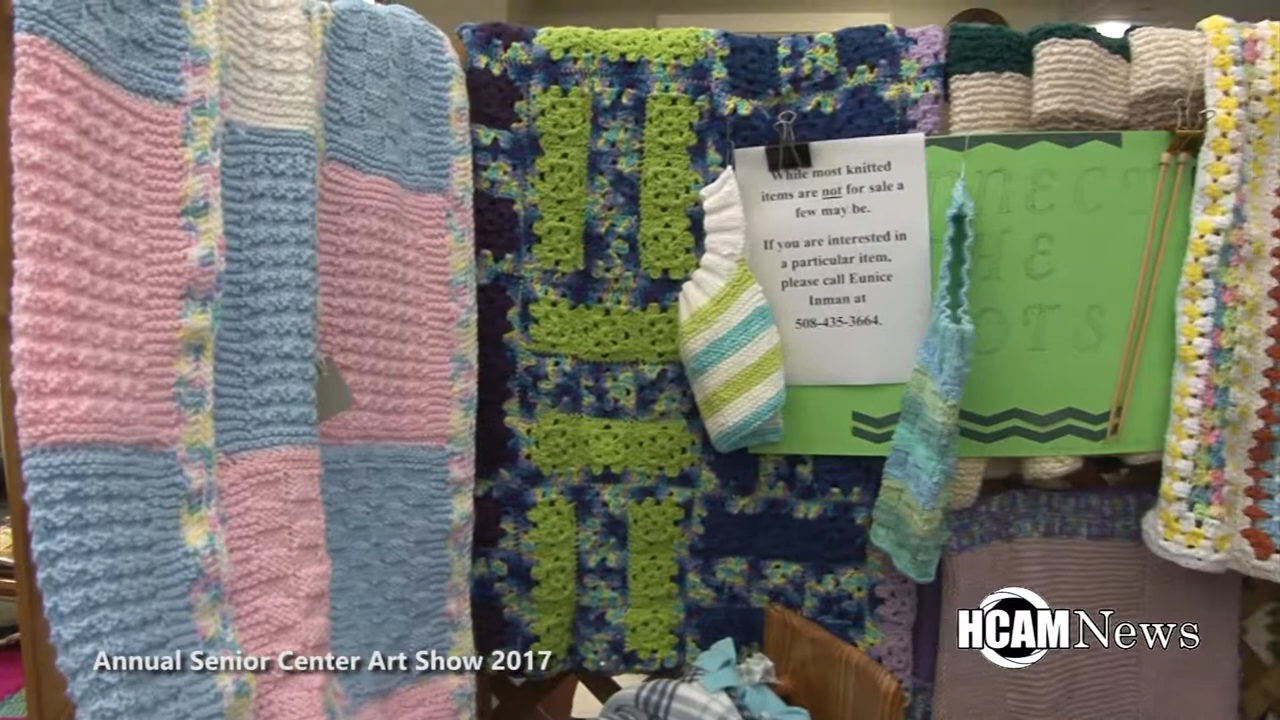 While most knitted
items are not for sale a
few may be.
If you are interested in
a particular item,
please call Eunice
Inman at
508-435-3664.
HCAM News
Annual Senior Center Art Show 2017